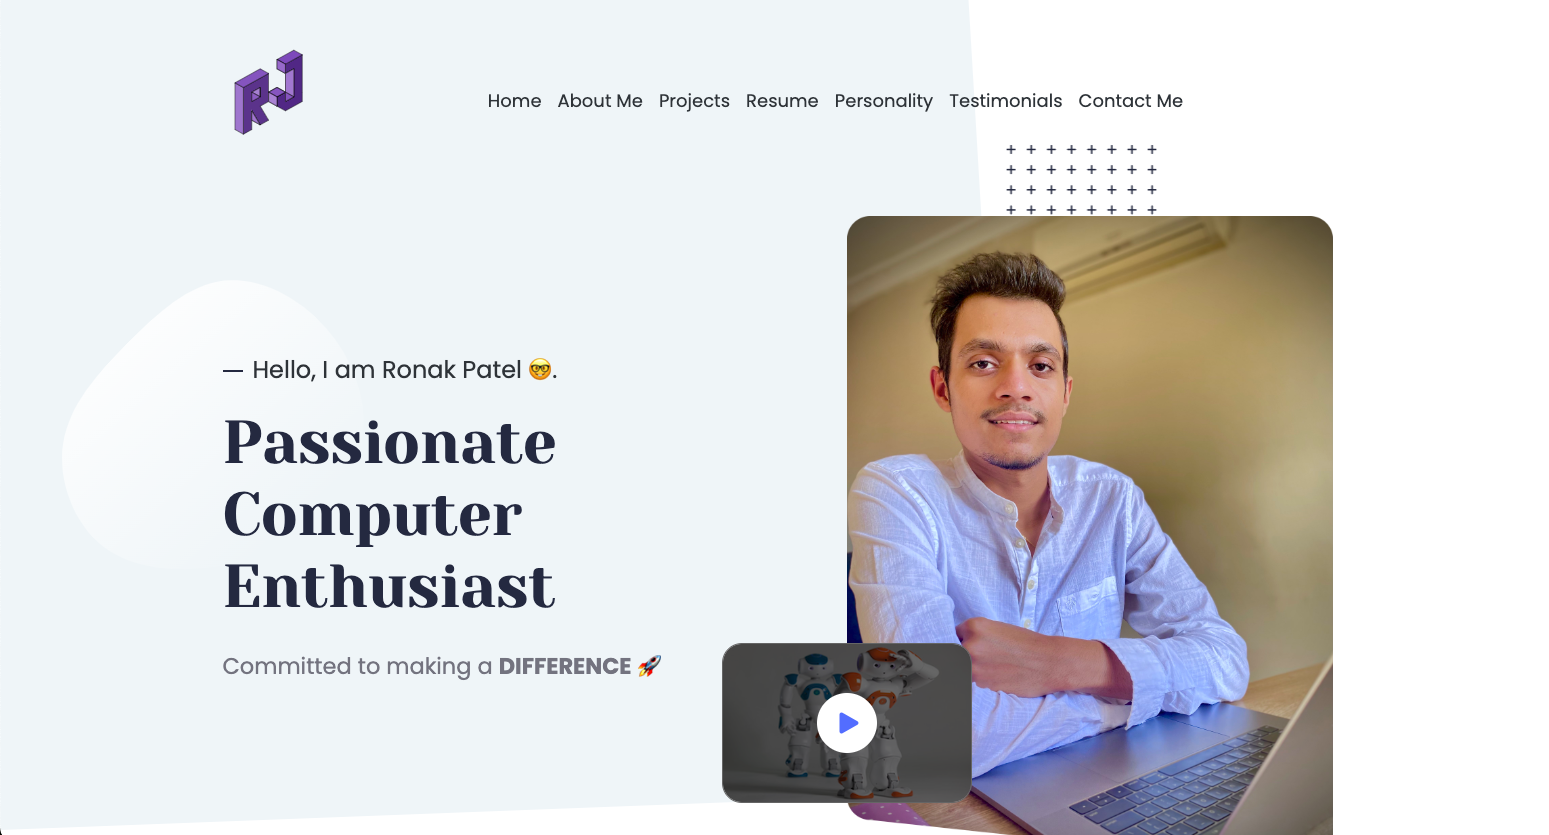 RJ
Home About Me Projects Resume Personality Testimonials Contact Me
— Hello, I am Ronak Patel 🤓.
Passionate
Computer
Enthusiast
Committed to making a DIFFERENCE 🚀